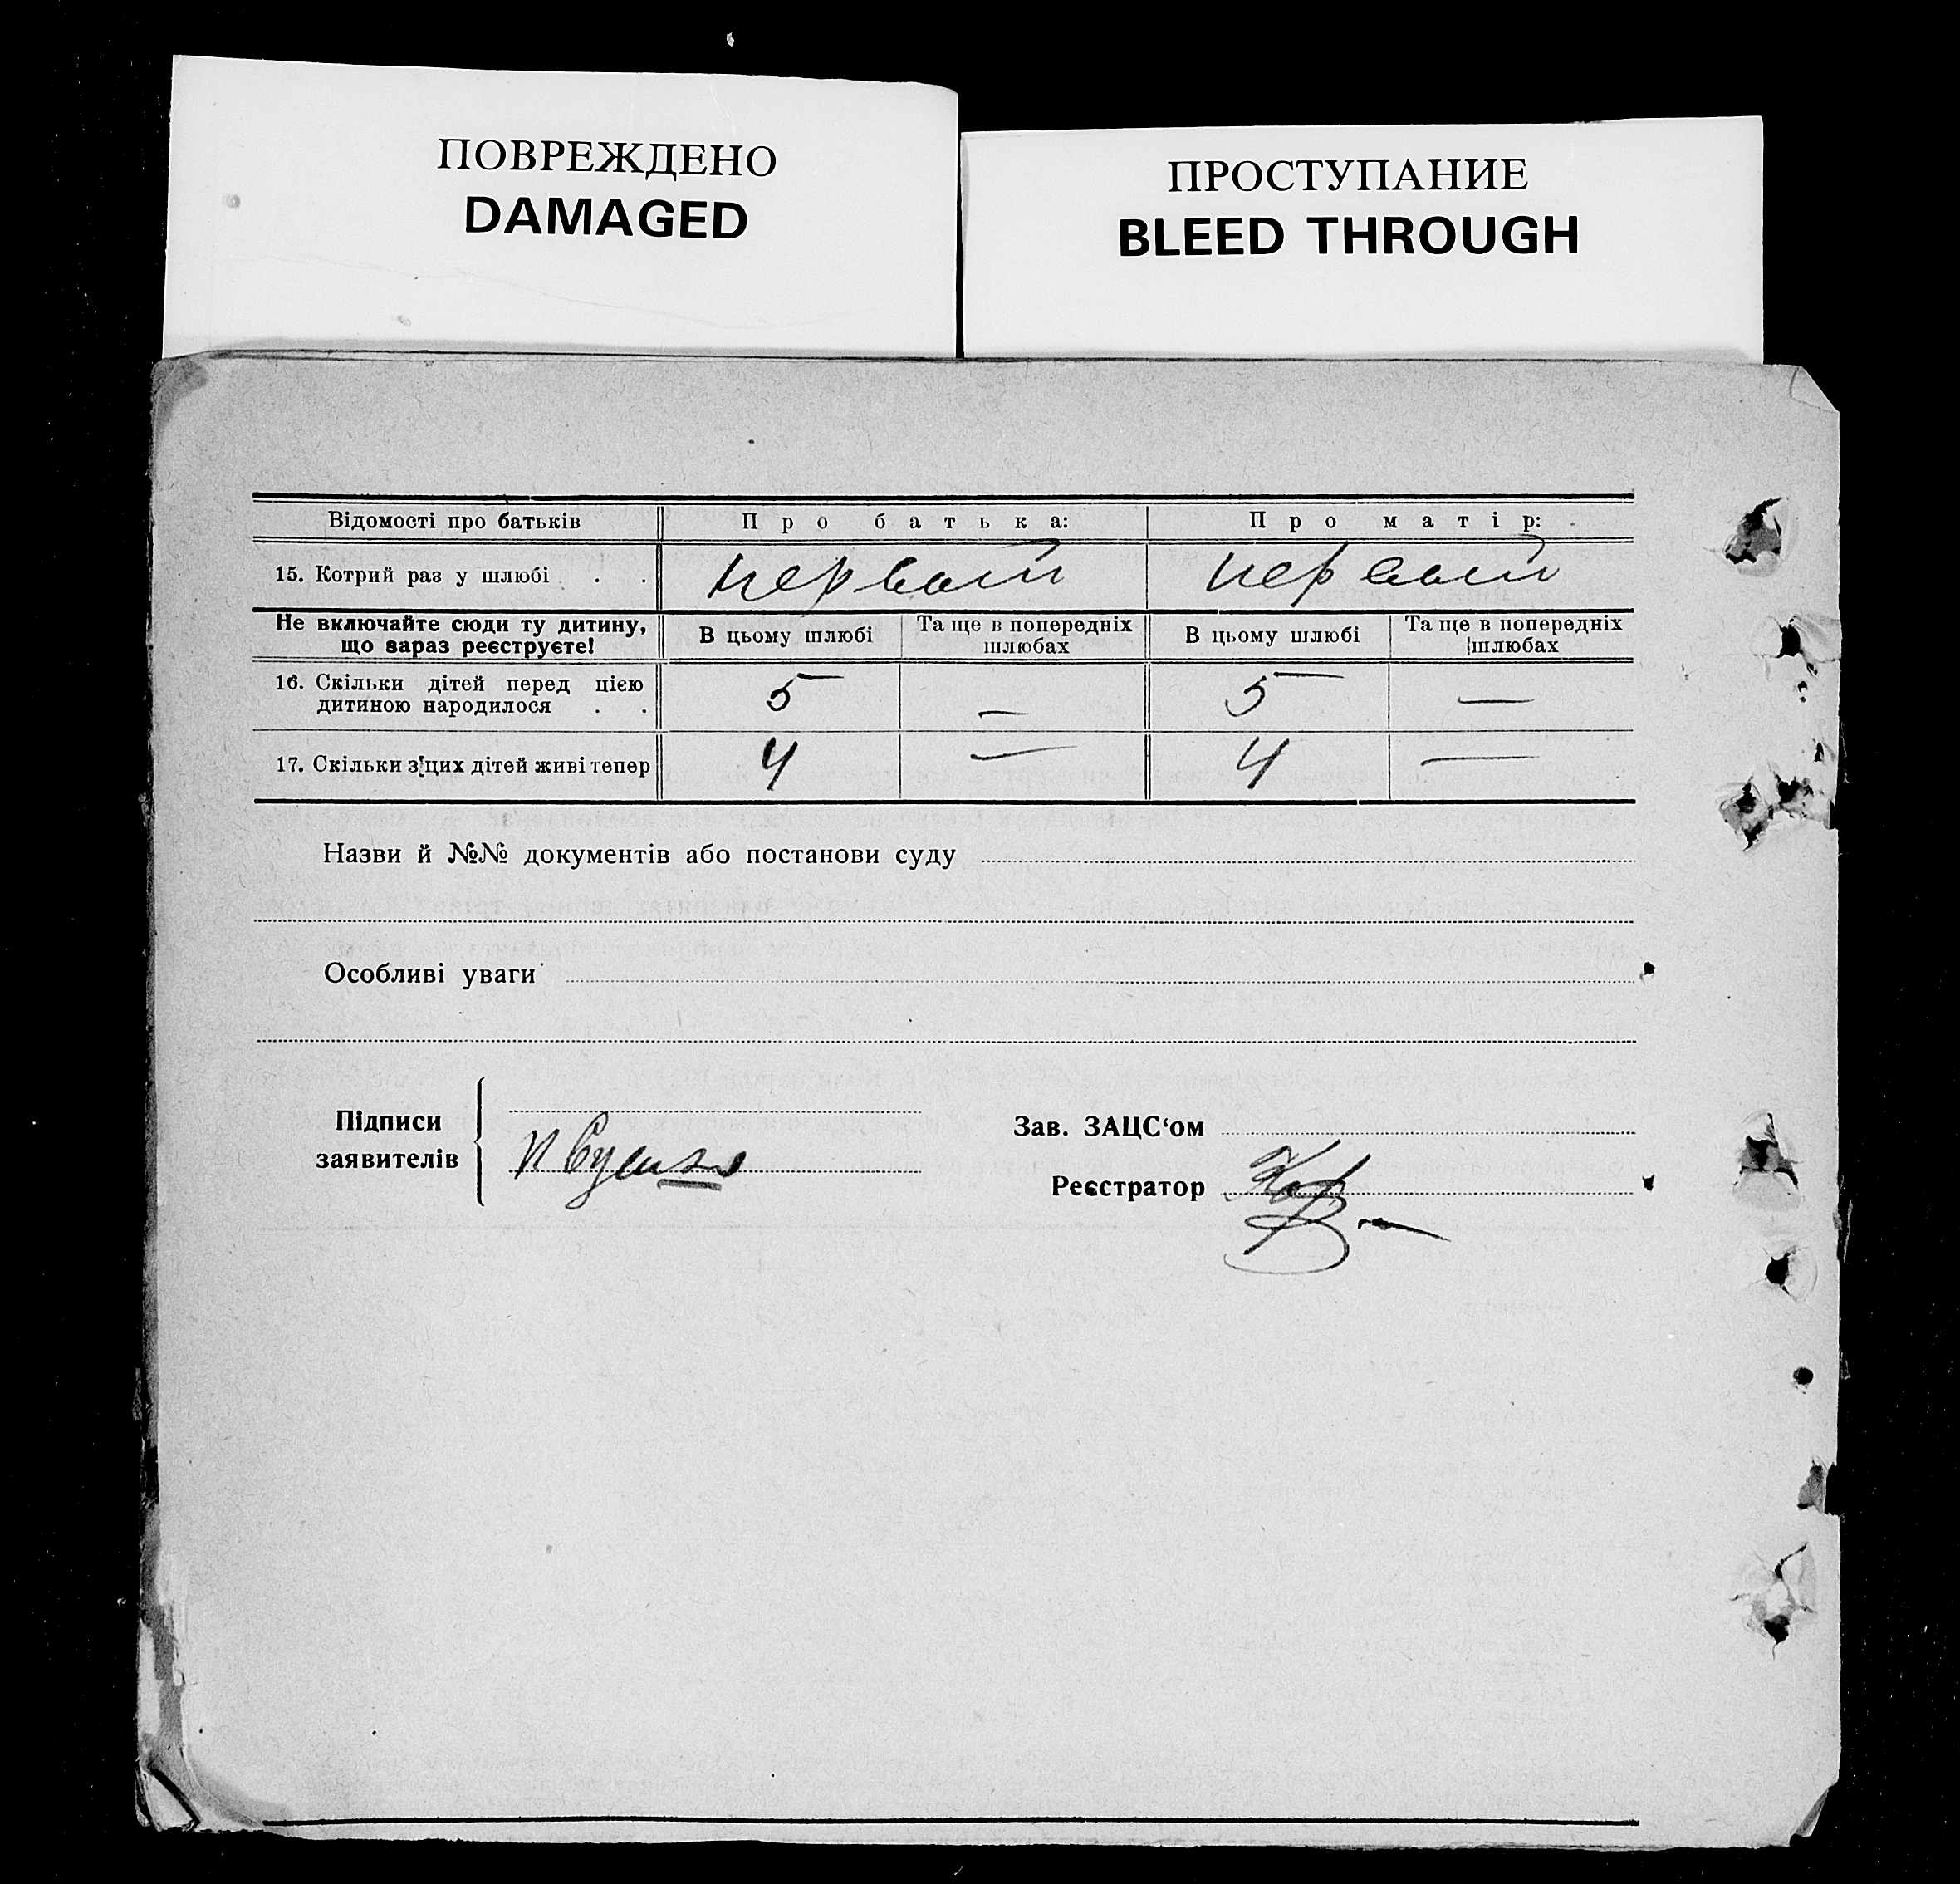 ПОВРЕЖДЕНО
DAMAGED
ПРОСТУПАНИЕ
BLEED THROUGH
Відомості про батьків Про батька: Про матір:
15. Котрий раз у шлюбі . . первый первый
Не включайте сюди ту дитину, що вараз реєструєте! В цьому шлюбі Та ще в попередніх шлюбах В цьому шлюбі Та ще в попередніх шлюбах
16. Скільки дітей перед цією дитиною народилося . . 5 — 5 —
17. Скільки з цих дітей живі тепер 4 — 4 —
Назви й №№ документів або постанови суду
Особливі уваги
Підписи заявителів
Зав. ЗАЦС‘ом
Реєстратор